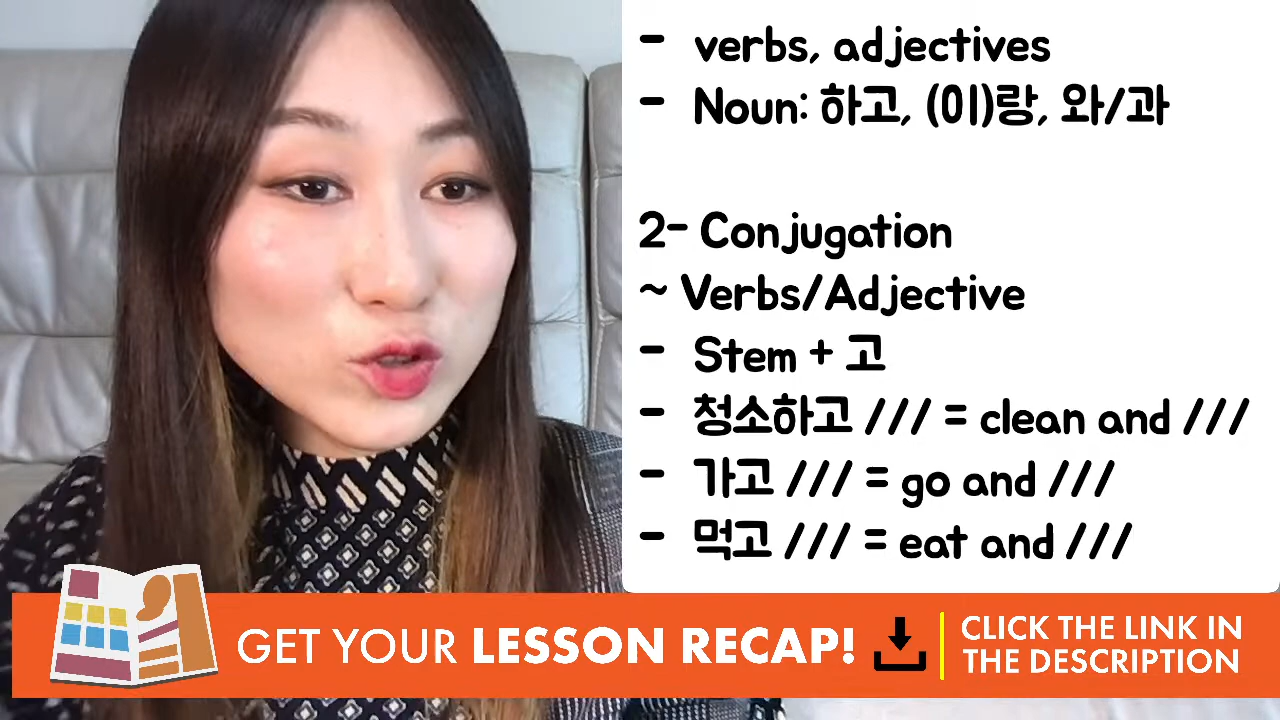 - verbs, adjectives
- Noun: 하고, (이)랑, 와/과
2- Conjugation
~ Verbs/Adjective
- Stem + 고
- 청소하고 /// = clean and ///
- 가고 /// = go and ///
- 먹고 /// = eat and ///
GET YOUR LESSON RECAP!
CLICK THE LINK IN
THE DESCRIPTION